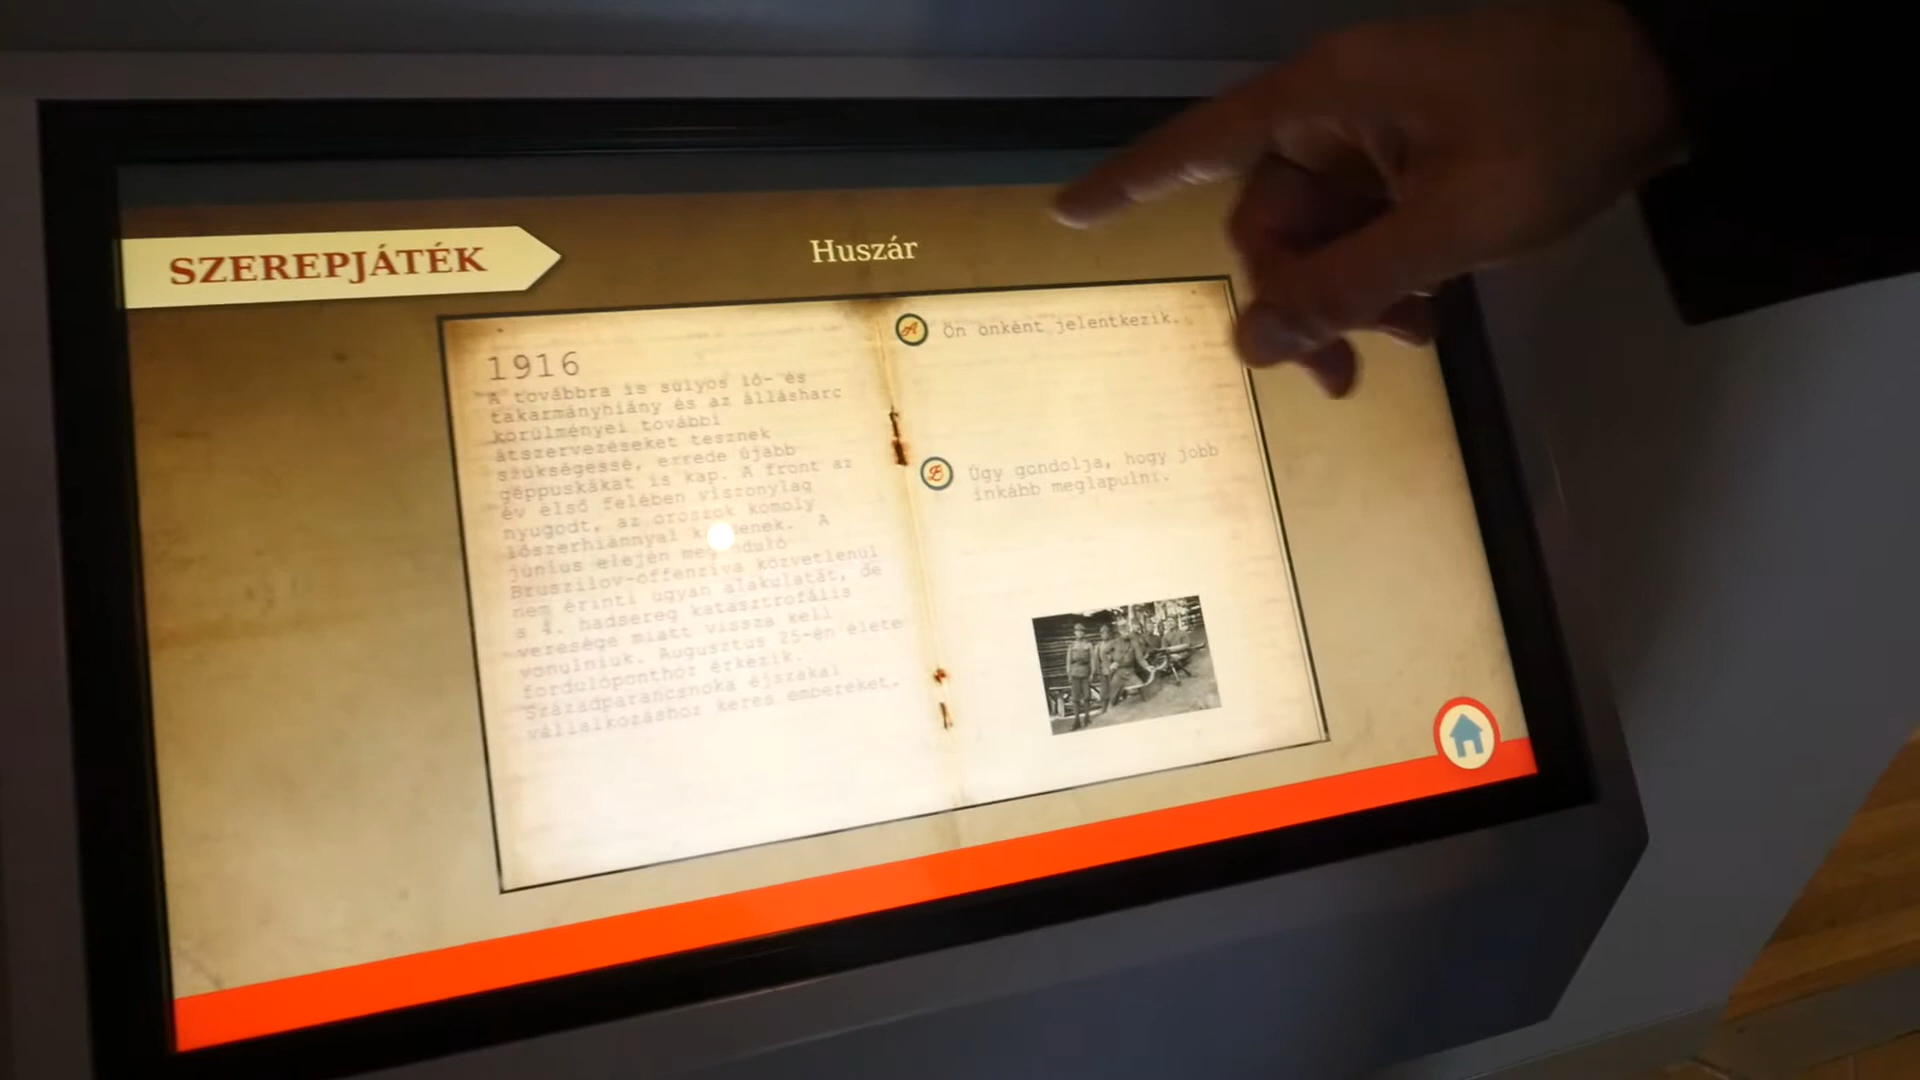 SZEREPJÁTÉK
Huszár
1916
A továbbra is súlyos ló- és
takarmányhiány és az állásharc
körülményei további
átszervezéseket tesznek
szükségessé, errede újabb
géppuskákat is kap. A front az
év első felében viszonylag
nyugodt, az oroszok komoly
lőszerhiánnyal A
június elején
Bruszilov-offenzíva közvetlenül
nem érinti ugyan alakulatát, de
a 4. hadsereg katasztrofális
veresége miatt vissza kell
vonulniuk. Augusztus 25-én élete
fordulóponthoz érkezik.
Századparancsnoka éjszakai
vállalkozáshoz keres embereket.
A Ön önként jelentkezik.
B Úgy gondolja, hogy jobb
inkább meglapulni.